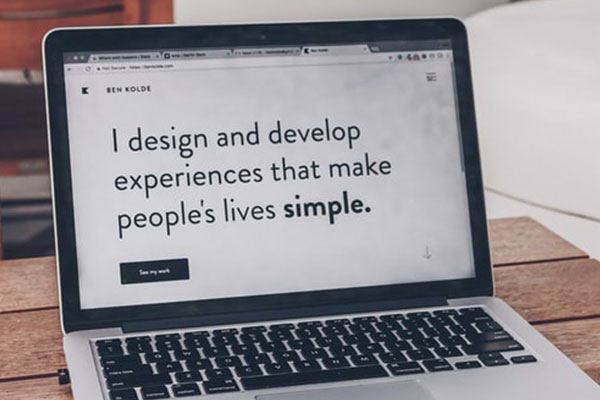 BEN KOLDE
I design and develop
experiences that make
people's lives simple.
See my work